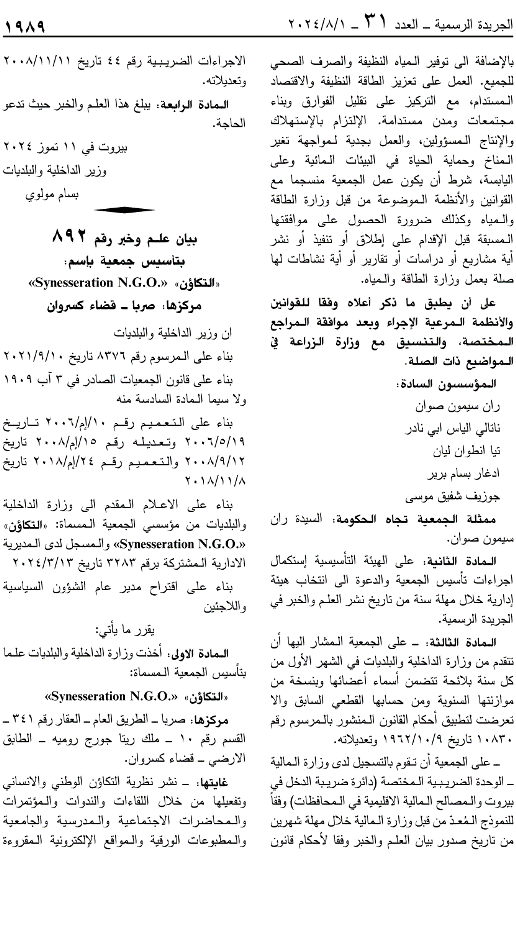 الجريدة الرسمية ــ العدد ٣١ ــ ٢٠٢٤/٨/١
١٩٨٩
بالإضافة الى توفير المياه النظيفة والصرف الصحي
للجميع. العمل على تعزيز الطاقة النظيفة والاقتصاد
المستدام، مع التركيز على تقليل الفوارق وبناء
مجتمعات ومدن مستدامة. الإلتزام بالإستهلاك
والإنتاج المسؤولين، والعمل بجدية لمواجهة تغير
المناخ وحماية الحياة في البيئات المائية وعلى
اليابسة، شرط أن يكون عمل الجمعية منسجما مع
القوانين والأنظمة الموضوعة من قبل وزارة الطاقة
والمياه وكذلك ضرورة الحصول على موافقتها
المسبقة قبل الإقدام على إطلاق أو تنفيذ أو نشر
أية مشاريع أو دراسات أو تقارير أو أية نشاطات لها
صلة بعمل وزارة الطاقة والمياه.
على أن يطبق ما ذكر أعلاه وفقا للقوانين
والأنظمة المرعية الإجراء وبعد موافقة المراجع
المختصة، والتنسيق مع وزارة الزراعة في
المواضيع ذات الصلة.
المؤسسون السادة:
ران سيمون صوان
ناتالي الياس ابي نادر
تيا انطوان ليان
ادغار بسام برير
جوزيف شفيق موسى
ممثلة الجمعية تجاه الحكومة: السيدة ران
سيمون صوان.
المادة الثانية: على الهيئة التأسيسية إستكمال
اجراءات تأسيس الجمعية والدعوة الى انتخاب هيئة
إدارية خلال مهلة سنة من تاريخ نشر العلم والخبر في
الجريدة الرسمية.
المادة الثالثة: ــ على الجمعية المشار اليها أن
تتقدم من وزارة الداخلية والبلديات في الشهر الأول من
كل سنة بلائحة تتضمن أسماء أعضائها وبنسخة من
موازنتها السنوية ومن حسابها القطعي السابق والا
تعرضت لتطبيق أحكام القانون المنشور بالمرسوم رقم
١٠٨٣٠ تاريخ ١٩٦٢/١٠/٩ وتعديلاته.
ــ على الجمعية أن تقوم بالتسجيل لدى وزارة المالية
ــ الوحدة الضريبية المختصة (دائرة ضريبة الدخل في
بيروت والمصالح المالية الاقليمية في المحافظات) وفقاً
للنموذج المُعدّ من قبل وزارة المالية خلال مهلة شهرين
من تاريخ صدور بيان العلم والخبر وفقا لأحكام قانون
الاجراءات الضريبية رقم ٤٤ تاريخ ٢٠٠٨/١١/١١
وتعديلاته.
المادة الرابعة: يبلغ هذا العلم والخبر حيث تدعو
الحاجة.
بيروت في ١١ تموز ٢٠٢٤
وزير الداخلية والبلديات
بسام مولوي
بيان علم وخبر رقم ٨٩٢
بتأسيس جمعية بإسم:
«التكاؤن» «.Synesseration N.G.O»
مركزها: صربا ــ قضاء كسروان
ان وزير الداخلية والبلديات
بناء على المرسوم رقم ٨٣٧٦ تاريخ ٢٠٢١/٩/١٠
بناء على قانون الجمعيات الصادر في ٣ آب ١٩٠٩
ولا سيما المادة السادسة منه
بناء على التعميم رقم ١٠/إم/٢٠٠٦ تاريخ
٢٠٠٦/٥/١٩ وتعديله رقم ١٥/إم/٢٠٠٨ تاريخ
٢٠٠٨/٩/١٢ والتعميم رقم ٢٤/إم/٢٠١٨ تاريخ
٢٠١٨/١١/٨
بناء على الاعلام المقدم الى وزارة الداخلية
والبلديات من مؤسسي الجمعية المسماة: «التكاؤن»
«.Synesseration N.G.O» والمسجل لدى المديرية
الادارية المشتركة برقم ٣٢٨٣ تاريخ ٢٠٢٤/٣/١٣
بناء على اقتراح مدير عام الشؤون السياسية
واللاجئين
يقرر ما يأتي:
المادة الاولى: أخذت وزارة الداخلية والبلديات علما
بتأسيس الجمعية المسماة:
«التكاؤن» «.Synesseration N.G.O»
مركزها: صربا ــ الطريق العام ــ العقار رقم ٣٤١ ــ
القسم رقم ١٠ ــ ملك ريتا جورج روميه ــ الطابق
الارضي ــ قضاء كسروان.
غايتها: ــ نشر نظرية التكاؤن الوطني والانساني
وتفعيلها من خلال اللقاءات والندوات والمؤتمرات
والمحاضرات الاجتماعية والمدرسية والجامعية
والمطبوعات الورقية والمواقع الإلكترونية المقروءة